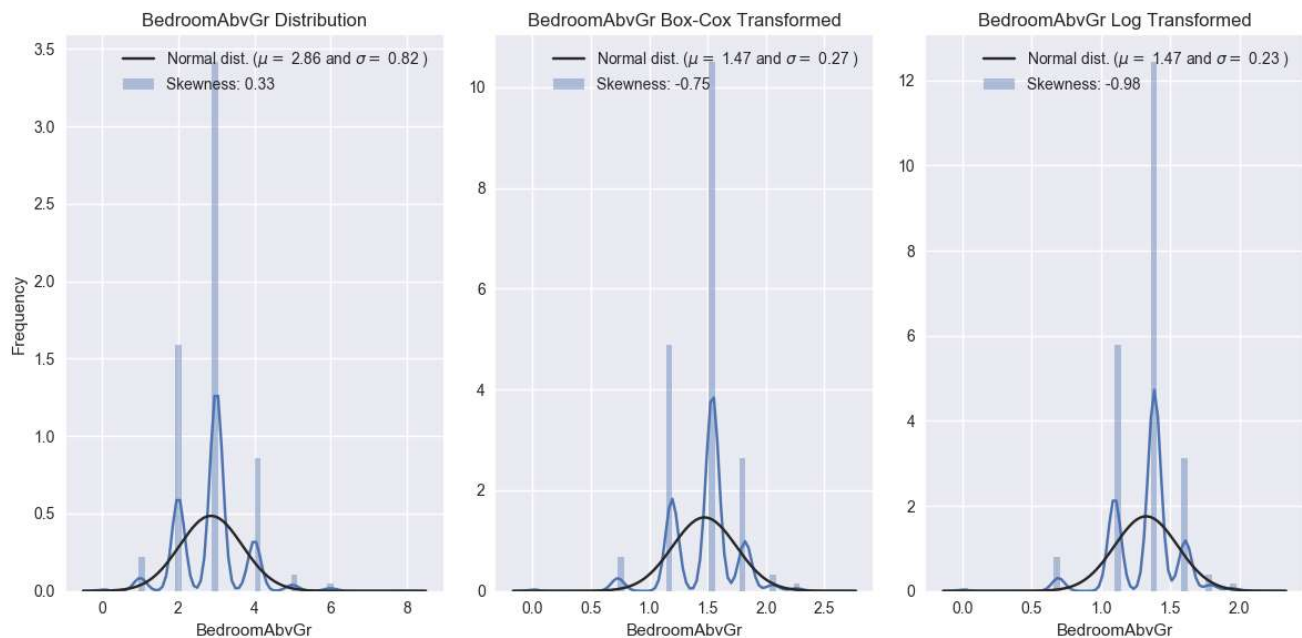 BedroomAbvGr Distribution
Normal dist. (μ = 2.86 and σ = 0.82 )
Skewness: 0.33
3.5
3.0
2.5
2.0
1.5
1.0
0.5
0.0
Frequency
0 2 4 6 8
BedroomAbvGr
BedroomAbvGr Box-Cox Transformed
Normal dist. (μ = 1.47 and σ = 0.27 )
Skewness: -0.75
10
8
6
4
2
0
0.0 0.5 1.0 1.5 2.0 2.5
BedroomAbvGr
BedroomAbvGr Log Transformed
Normal dist. (μ = 1.47 and σ = 0.23 )
Skewness: -0.98
12
10
8
6
4
2
0
0.0 0.5 1.0 1.5 2.0
BedroomAbvGr